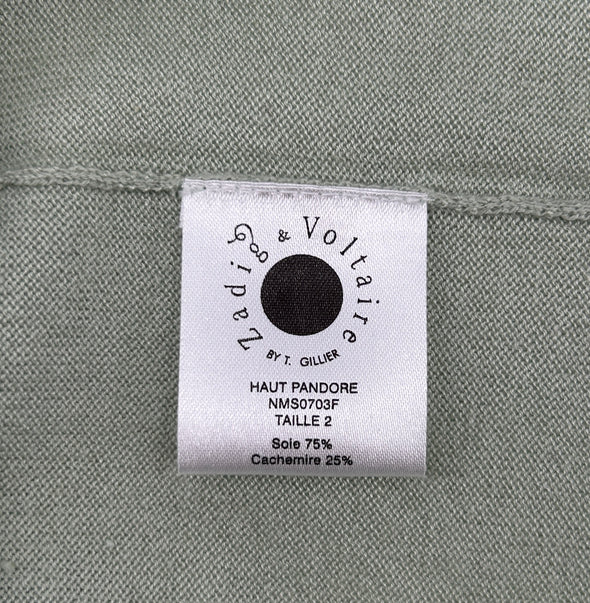 Zadig & Voltaire
BY T. GILLIER
HAUT PANDORE
NMS0703F
TAILLE 2
Soie 75%
Cachemire 25%